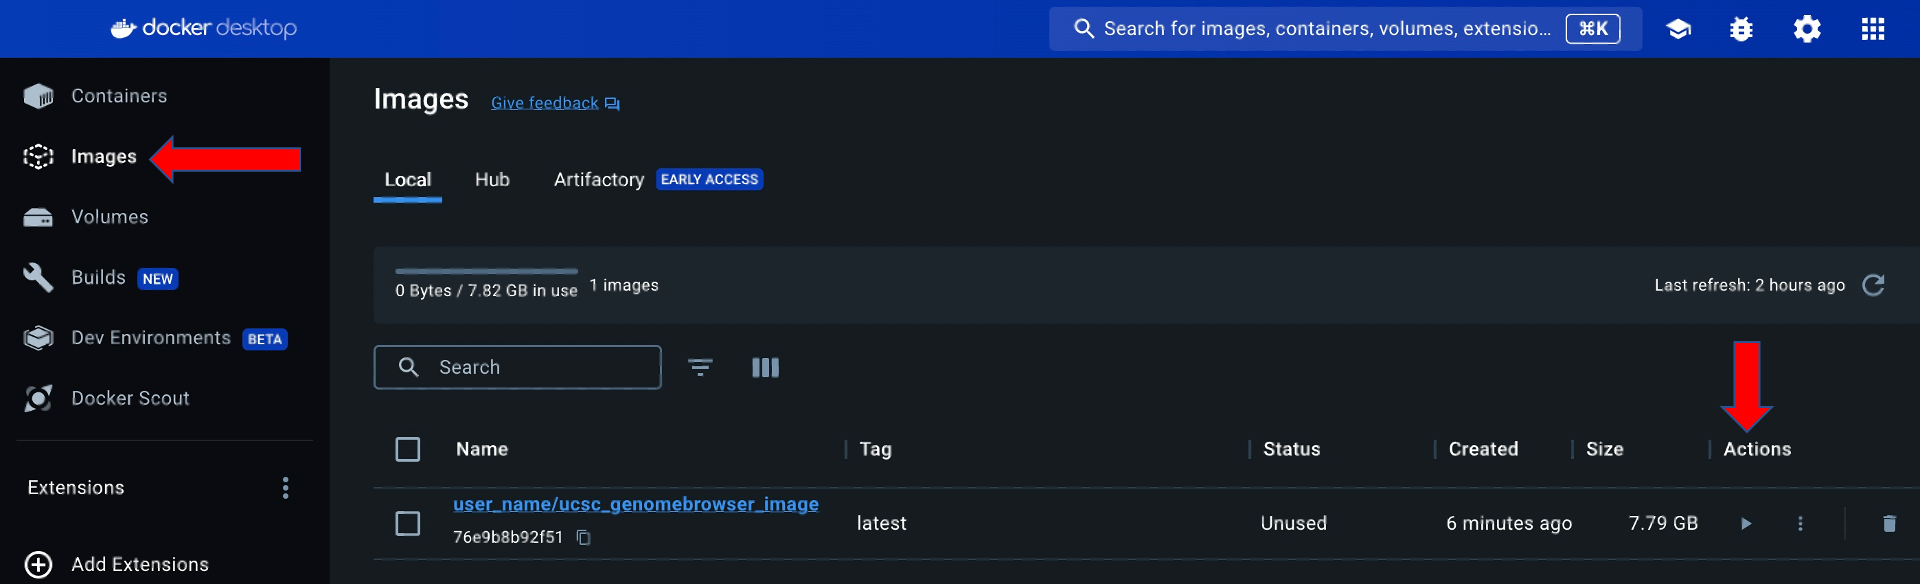 docker desktop
Search for images, containers, volumes, extensio... ⌘K
Containers
Images
Volumes
Builds NEW
Dev Environments BETA
Docker Scout
Extensions
Add Extensions
Images Give feedback
Local Hub Artifactory EARLY ACCESS
0 Bytes / 7.82 GB in use 1 images
Last refresh: 2 hours ago
Search
Name Tag Status Created Size Actions
user_name/ucsc_genomebrowser_image
76e9b8b92f51
latest Unused 6 minutes ago 7.79 GB